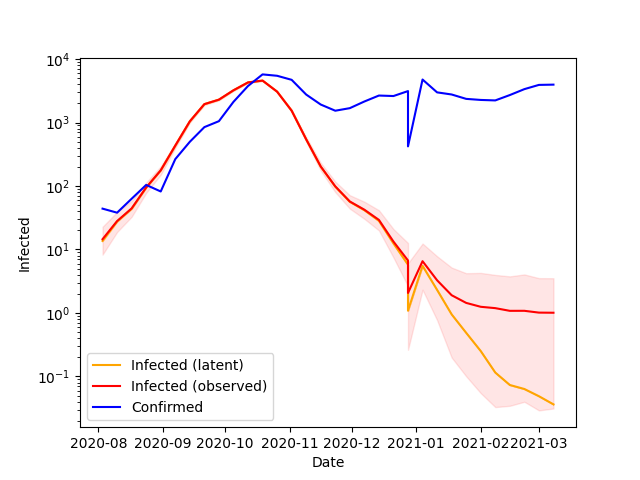 10^4
10^3
10^2
10^1
10^0
10^-1
Infected
Infected (latent)
Infected (observed)
Confirmed
2020-08 2020-09 2020-10 2020-11 2020-12 2021-01 2021-02 2021-03
Date